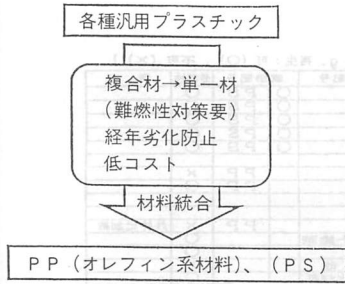 各種汎用プラスチック
複合材→単一材
(難燃性対策要)
経年劣化防止
低コスト
材料統合
PP(オレフィン系材料)、(PS)